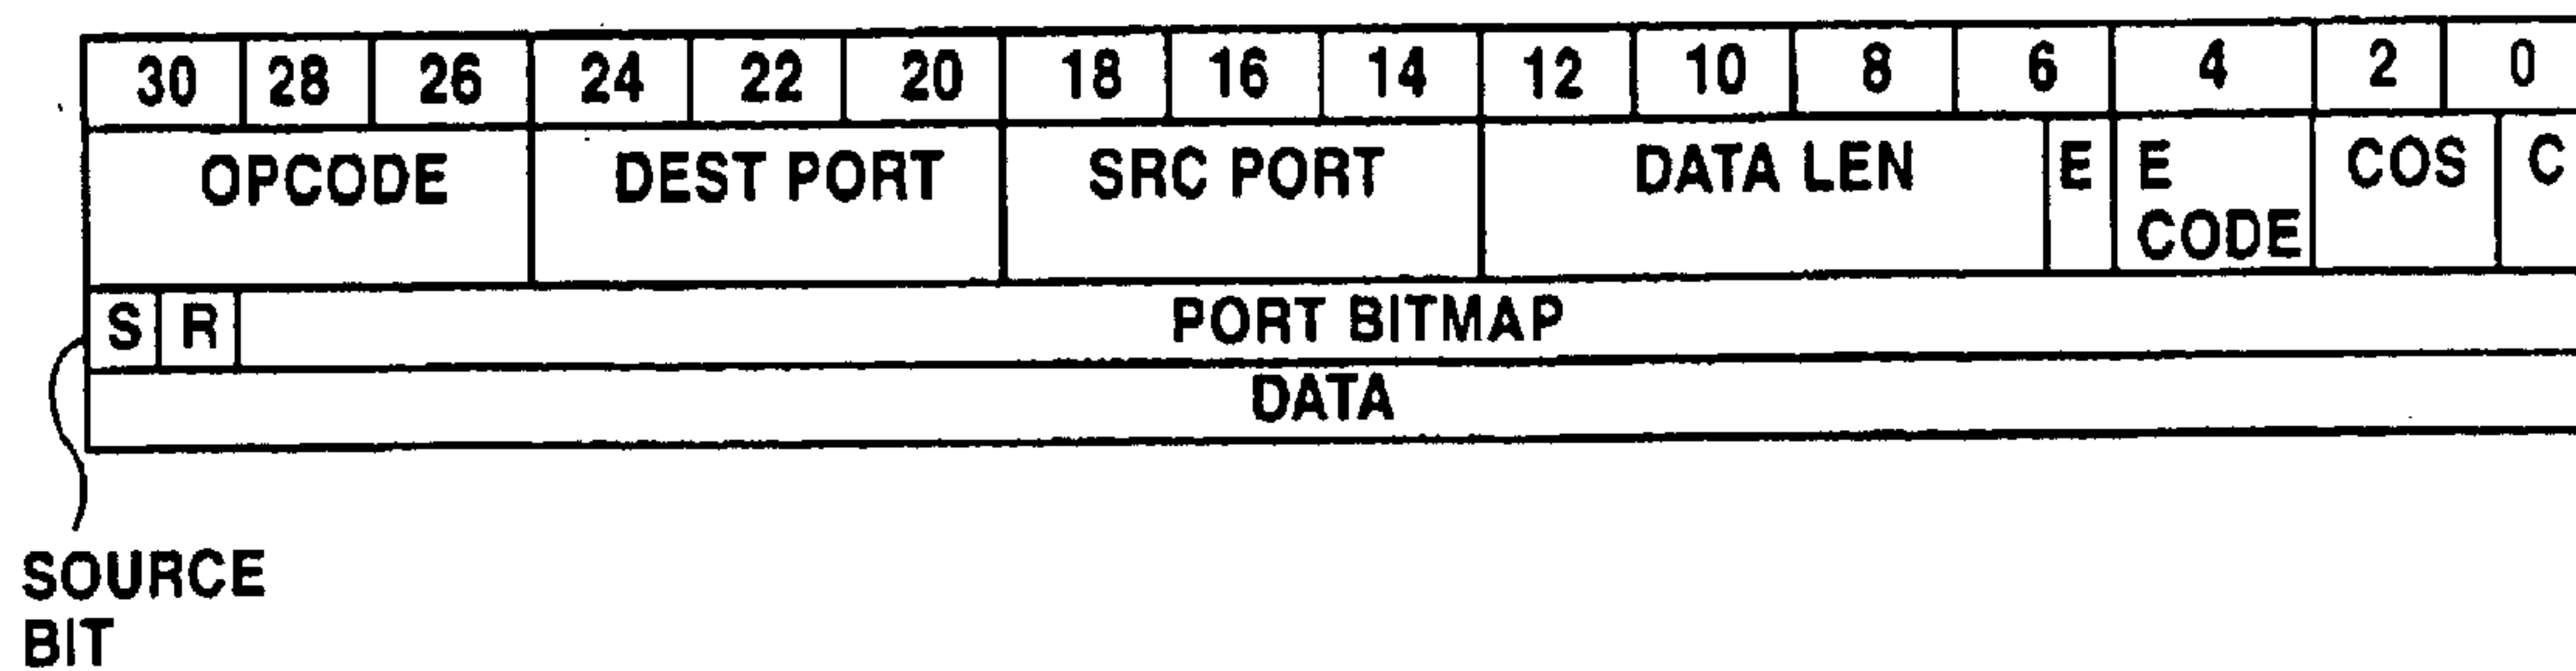 30 28 26 24 22 20 18 16 14 12 10 8 6 4 2 0
OPCODE DEST PORT SRC PORT DATA LEN E E CODE COS C
S R PORT BITMAP
DATA
SOURCE
BIT